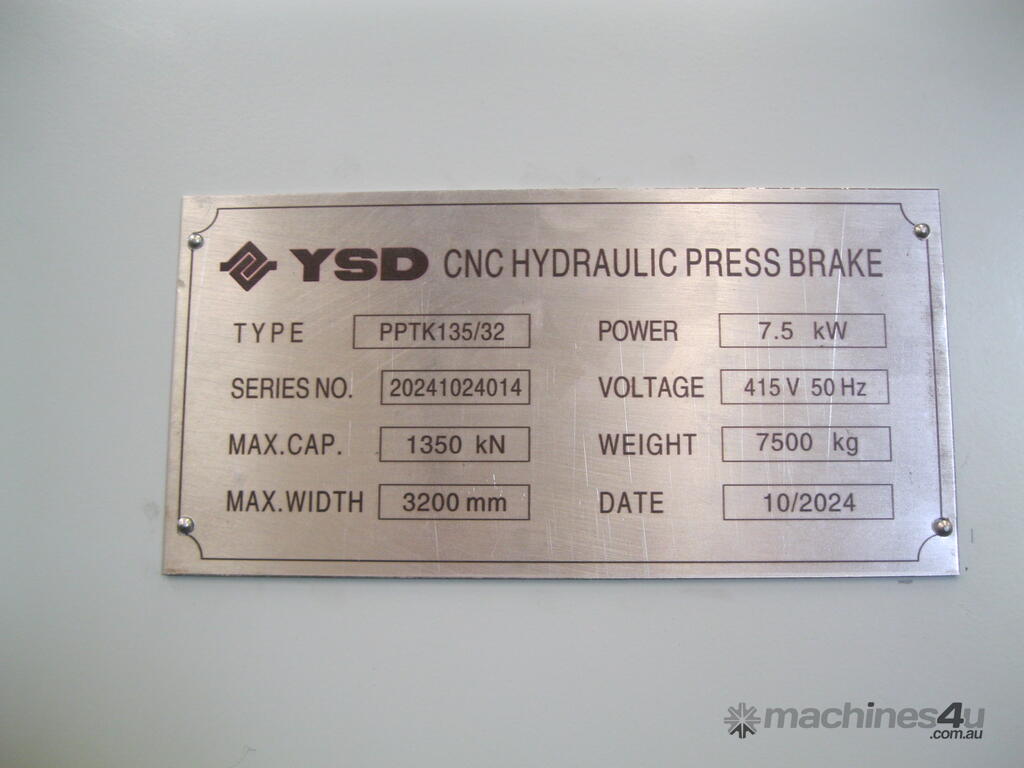 YSD CNC HYDRAULIC PRESS BRAKE
TYPE PPTK135/32 POWER 7.5 kW
SERIES NO. 20241024014 VOLTAGE 415 V 50 Hz
MAX.CAP. 1350 kN WEIGHT 7500 kg
MAX.WIDTH 3200 mm DATE 10/2024
machines4u
.com.au